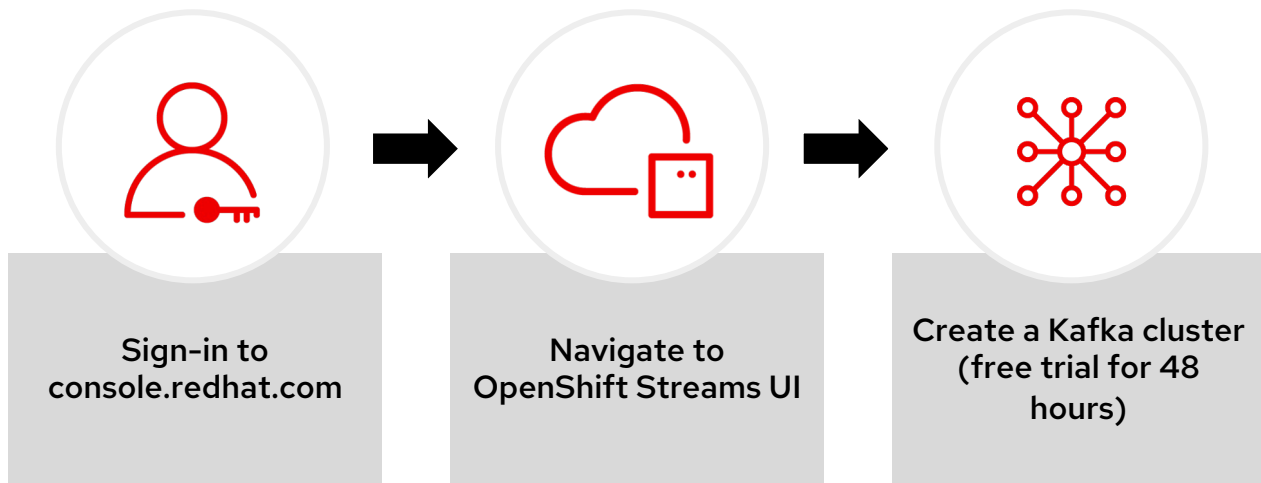 Sign-in to
console.redhat.com
Navigate to
OpenShift Streams UI
Create a Kafka cluster
(free trial for 48
hours)